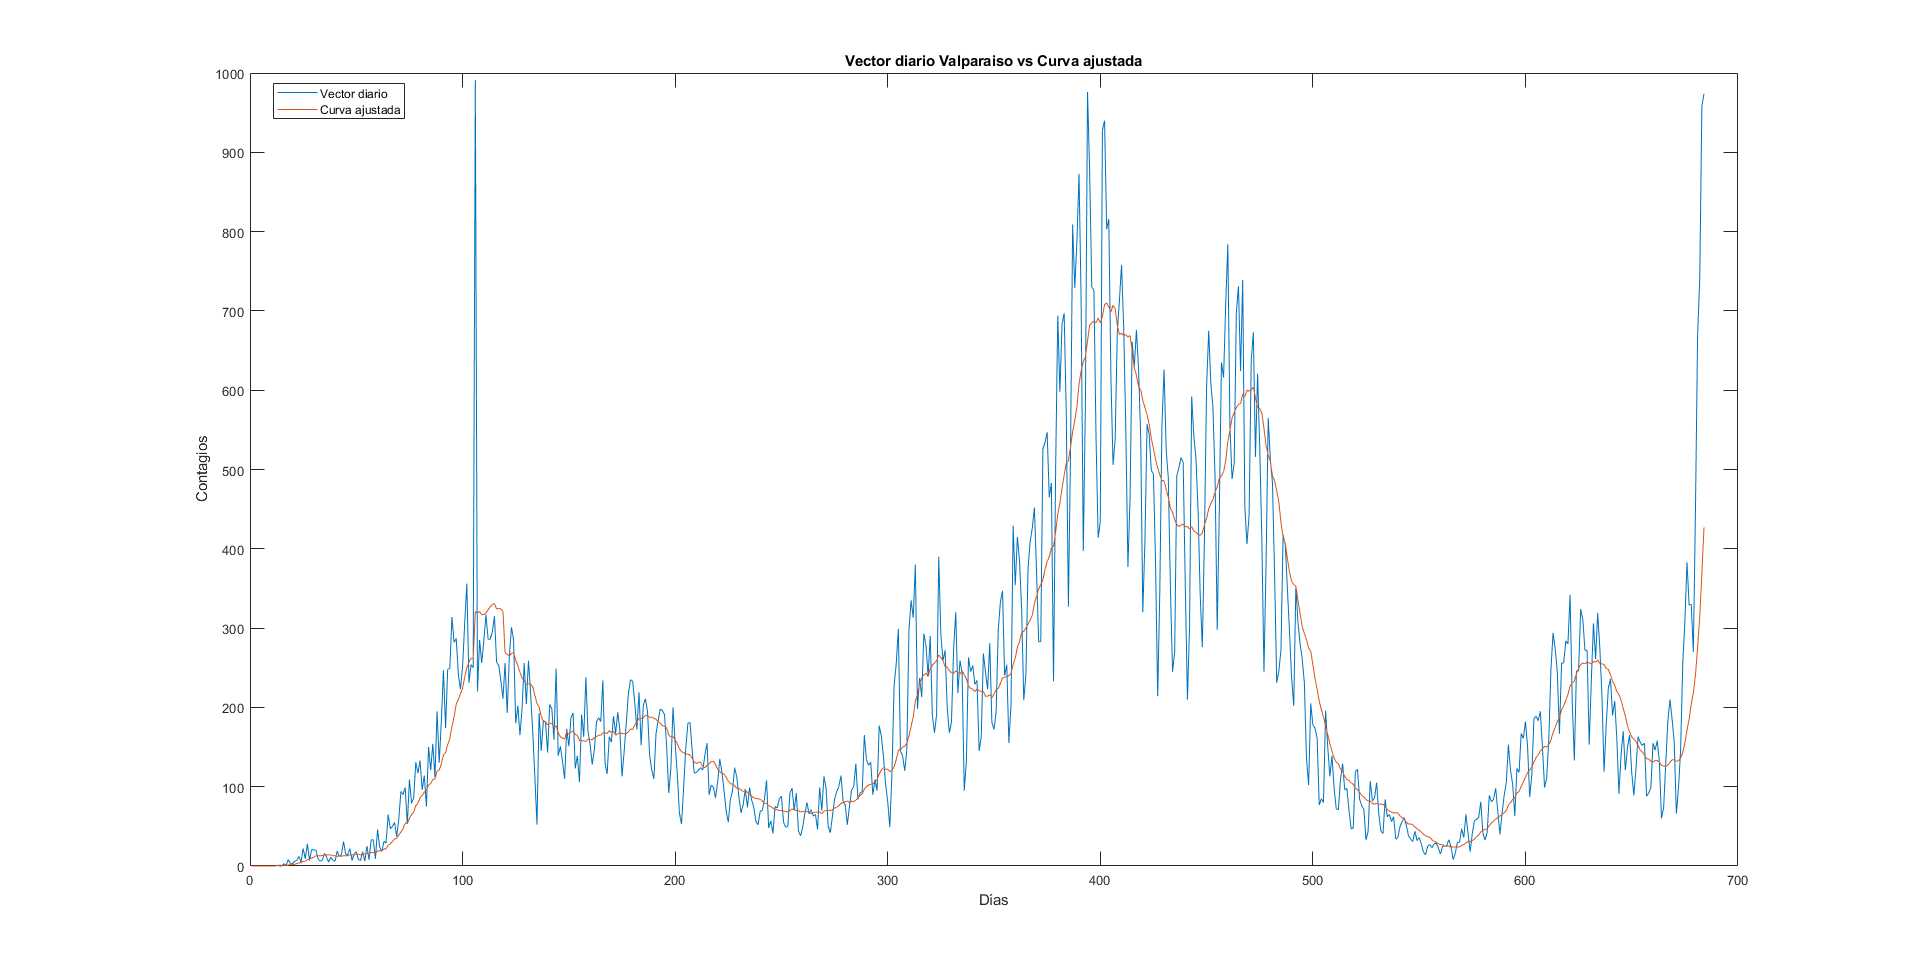 Vector diario Valparaiso vs Curva ajustada
Vector diario
Curva ajustada
1000
900
800
700
600
500
400
300
200
100
0
Contagios
0 100 200 300 400 500 600 700
Días